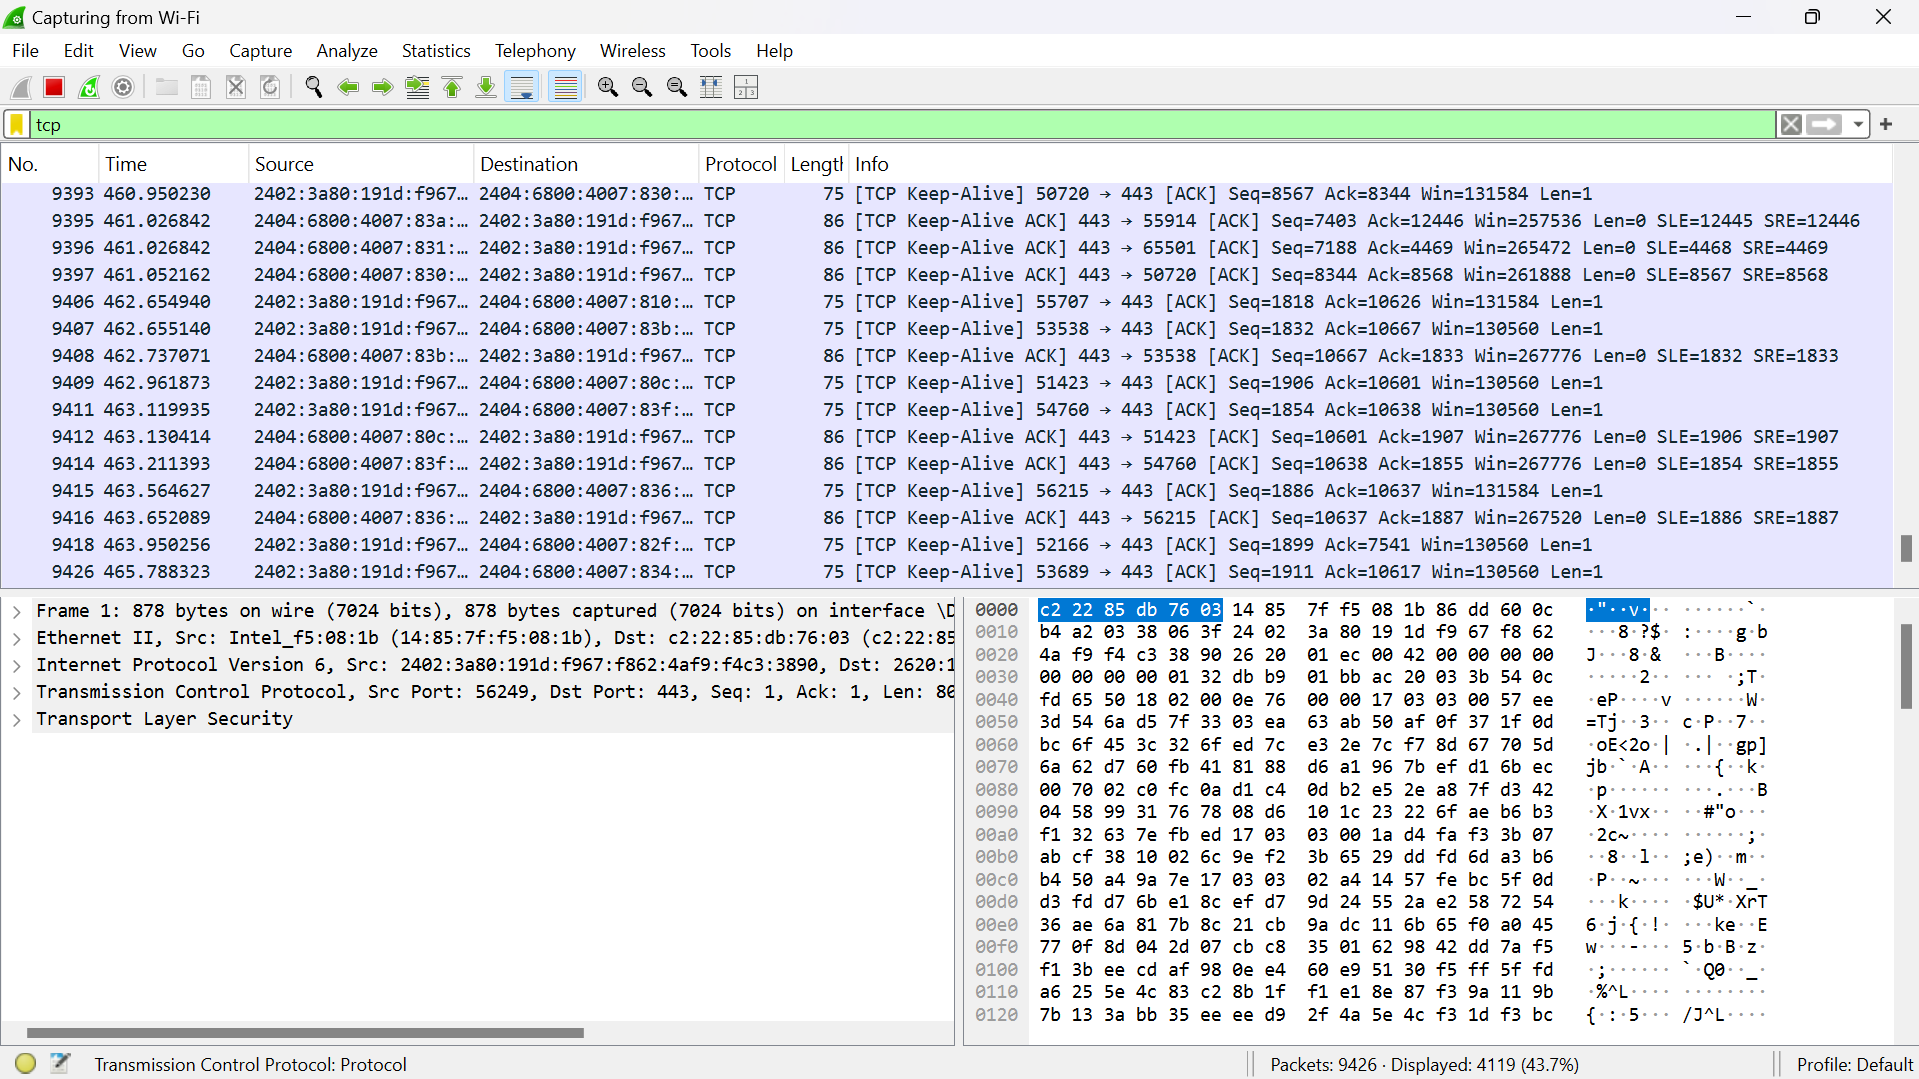 Capturing from Wi-Fi
File Edit View Go Capture Analyze Statistics Telephony Wireless Tools Help
tcp
No. Time Source Destination Protocol Length Info
9393 460.950230 2402:3a80:191d:f967… 2404:6800:4007:830:… TCP 75 [TCP Keep-Alive] 50720 → 443 [ACK] Seq=8567 Ack=8344 Win=131584 Len=1
9395 461.026842 2404:6800:4007:83a:… 2402:3a80:191d:f967… TCP 86 [TCP Keep-Alive ACK] 443 → 55914 [ACK] Seq=7403 Ack=12446 Win=257536 Len=0 SLE=12445 SRE=12446
9396 461.026842 2404:6800:4007:831:… 2402:3a80:191d:f967… TCP 86 [TCP Keep-Alive ACK] 443 → 65501 [ACK] Seq=7188 Ack=4469 Win=265472 Len=0 SLE=4468 SRE=4469
9397 461.052162 2404:6800:4007:830:… 2402:3a80:191d:f967… TCP 86 [TCP Keep-Alive ACK] 443 → 50720 [ACK] Seq=8344 Ack=8568 Win=261888 Len=0 SLE=8567 SRE=8568
9406 462.654940 2402:3a80:191d:f967… 2404:6800:4007:810:… TCP 75 [TCP Keep-Alive] 55707 → 443 [ACK] Seq=1818 Ack=10626 Win=131584 Len=1
9407 462.655140 2402:3a80:191d:f967… 2404:6800:4007:83b:… TCP 75 [TCP Keep-Alive] 53538 → 443 [ACK] Seq=1832 Ack=10667 Win=130560 Len=1
9408 462.737071 2404:6800:4007:83b:… 2402:3a80:191d:f967… TCP 86 [TCP Keep-Alive ACK] 443 → 53538 [ACK] Seq=10667 Ack=1833 Win=267776 Len=0 SLE=1832 SRE=1833
9409 462.961873 2402:3a80:191d:f967… 2404:6800:4007:80c:… TCP 75 [TCP Keep-Alive] 51423 → 443 [ACK] Seq=1906 Ack=10601 Win=130560 Len=1
9411 463.119935 2402:3a80:191d:f967… 2404:6800:4007:83f:… TCP 75 [TCP Keep-Alive] 54760 → 443 [ACK] Seq=1854 Ack=10638 Win=130560 Len=1
9412 463.130414 2404:6800:4007:80c:… 2402:3a80:191d:f967… TCP 86 [TCP Keep-Alive ACK] 443 → 51423 [ACK] Seq=10601 Ack=1907 Win=267776 Len=0 SLE=1906 SRE=1907
9414 463.211393 2404:6800:4007:83f:… 2402:3a80:191d:f967… TCP 86 [TCP Keep-Alive ACK] 443 → 54760 [ACK] Seq=10638 Ack=1855 Win=267776 Len=0 SLE=1854 SRE=1855
9415 463.564627 2402:3a80:191d:f967… 2404:6800:4007:836:… TCP 75 [TCP Keep-Alive] 56215 → 443 [ACK] Seq=1886 Ack=10637 Win=131584 Len=1
9416 463.652089 2404:6800:4007:836:… 2402:3a80:191d:f967… TCP 86 [TCP Keep-Alive ACK] 443 → 56215 [ACK] Seq=10637 Ack=1887 Win=267520 Len=0 SLE=1886 SRE=1887
9418 463.950256 2402:3a80:191d:f967… 2404:6800:4007:82f:… TCP 75 [TCP Keep-Alive] 52166 → 443 [ACK] Seq=1899 Ack=7541 Win=130560 Len=1
9426 465.788323 2402:3a80:191d:f967… 2404:6800:4007:834:… TCP 75 [TCP Keep-Alive] 53689 → 443 [ACK] Seq=1911 Ack=10617 Win=130560 Len=1
Frame 1: 878 bytes on wire (7024 bits), 878 bytes captured (7024 bits) on interface \D
Ethernet II, Src: Intel_f5:08:1b (14:85:7f:f5:08:1b), Dst: c2:22:85:db:76:03 (c2:22:85
Internet Protocol Version 6, Src: 2402:3a80:191d:f967:f862:4af9:f4c3:3890, Dst: 2620:1
Transmission Control Protocol, Src Port: 56249, Dst Port: 443, Seq: 1, Ack: 1, Len: 80
Transport Layer Security
0000 c2 22 85 db 76 03 14 85 7f f5 08 1b 86 dd 60 0c ·"··v··· ······`·
0010 b4 a2 03 38 06 3f 24 02 3a 80 19 1d f9 67 f8 62 ···8·?$· :····g·b
0020 4a f9 f4 c3 38 90 26 20 01 ec 00 42 00 00 00 00 J···8·& ···B····
0030 00 00 00 00 01 32 db b9 01 bb ac 20 03 3b 54 0c ·····2·· ··· ·;T·
0040 fd 65 50 18 02 00 0e 76 00 00 17 03 03 00 57 ee ·eP····v ······W·
0050 3d 54 6a d5 7f 33 03 ea 63 ab 50 af 0f 37 1f 0d =Tj··3·· c·P··7··
0060 bc 6f 45 3c 32 6f ed 7c e3 2e 7c f7 8d 67 70 5d ·oE<2o·| ·.|··gp]
0070 6a 62 d7 60 fb 41 81 88 d6 a1 96 7b ef d1 6b ec jb·`·A·· ···{··k·
0080 00 70 02 c0 fc 0a d1 c4 0d b2 e5 2e a8 7f d3 42 ·p······ ···.···B
0090 04 58 99 31 76 78 08 d6 10 1c 23 22 6f ae b6 b3 ·X·1vx·· ··#"o···
00a0 f1 32 63 7e fb ed 17 03 03 00 1a d4 fa f3 3b 07 ·2c~···· ······;·
00b0 ab cf 38 10 02 6c 9e f2 3b 65 29 dd fd 6d a3 b6 ··8··l·· ;e)··m··
00c0 b4 50 a4 9a 7e 17 03 03 02 a4 14 57 fe bc 5f 0d ·P··~··· ···W··_·
00d0 d3 fd d7 6b e1 8c ef d7 9d 24 55 2a e2 58 72 54 ···k···· ·$U*·XrT
00e0 36 ae 6a 81 7b 8c 21 cb 9a dc 11 6b 65 f0 a0 45 6·j·{·!· ···ke··E
00f0 77 0f 8d 04 2d 07 cb c8 35 01 62 98 42 dd 7a f5 w···-··· 5·b·B·z·
0100 f1 3b ee cd af 98 0e e4 60 e9 51 30 f5 ff 5f fd ·;······ `·Q0··_·
0110 a6 25 5e 4c 83 c2 8b 1f f1 e1 8e 87 f3 9a 11 9b ·%^L···· ········
0120 7b 13 3a bb 35 ee ee d9 2f 4a 5e 4c f3 1d f3 bc {·:·5··· /J^L····
Transmission Control Protocol: Protocol
Packets: 9426 · Displayed: 4119 (43.7%)
Profile: Default